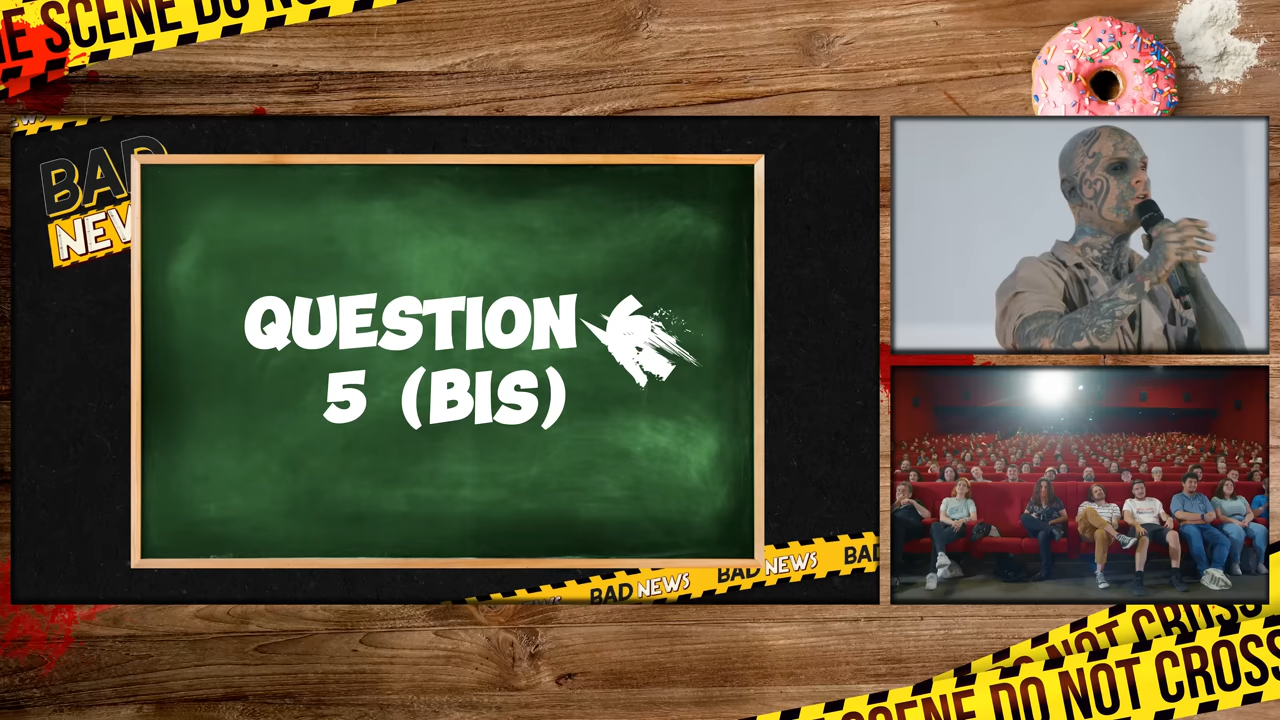 E SCENE DO NO
BAD
NEW
QUESTION 6
5 (BIS)
BAD NEWS BAD NEWS BAD
DO NOT CROSS
SCENE DO NOT CROSS